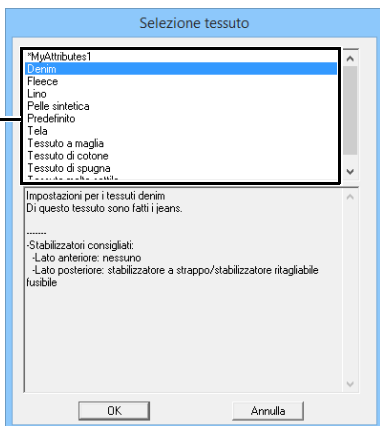 Selezione tessuto
*MyAttributes1
Denim
Fleece
Lino
Pelle sintetica
Predefinito
Tela
Tessuto a maglia
Tessuto di cotone
Tessuto di spugna
Impostazioni per i tessuti denim
Di questo tessuto sono fatti i jeans.
-------
-Stabilizzatori consigliati:
-Lato anteriore: nessuno
-Lato posteriore: stabilizzatore a strappo/stabilizzatore ritagliabile
fusibile
OK
Annulla